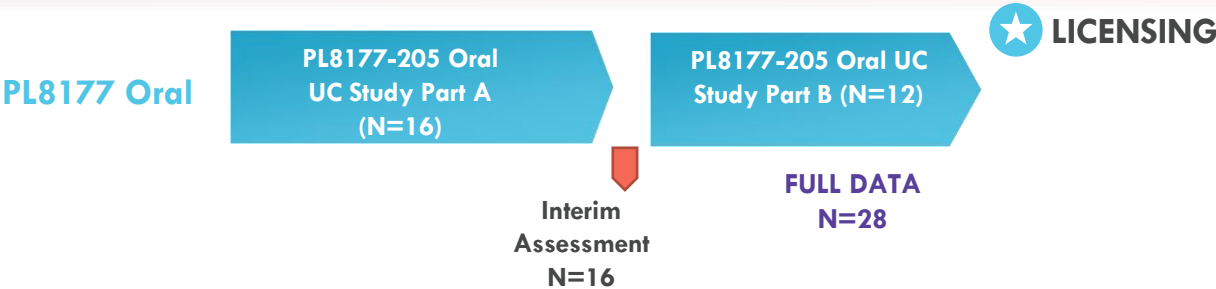 LICENSING
PL8177 Oral
PL8177-205 Oral
UC Study Part A
(N=16)
PL8177-205 Oral UC
Study Part B (N=12)
Interim
Assessment
N=16
FULL DATA
N=28